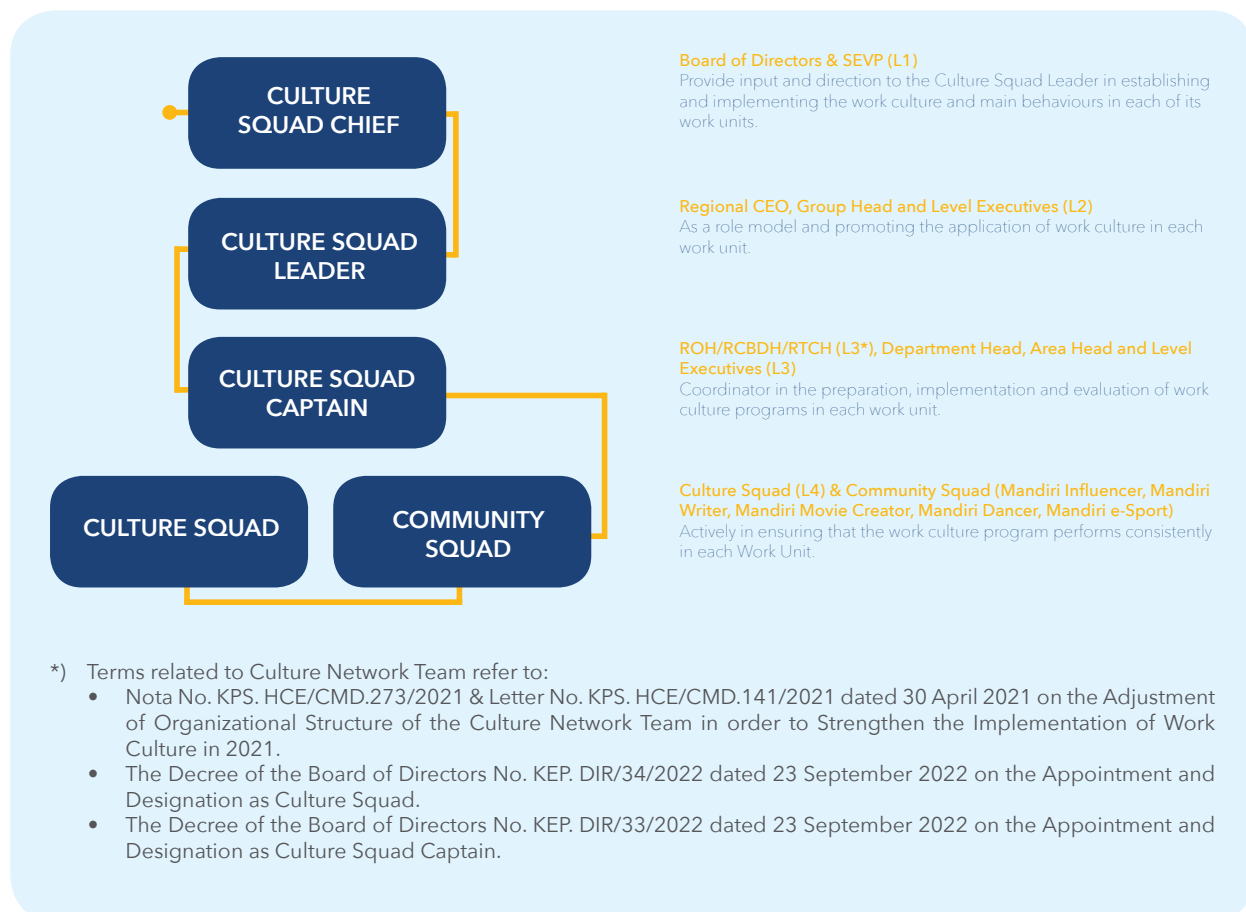 CULTURE
SQUAD CHIEF
Board of Directors & SEVP (L1)
Provide input and direction to the Culture Squad Leader in establishing
and implementing the work culture and main behaviours in each of its
work units.
CULTURE SQUAD
LEADER
Regional CEO, Group Head and Level Executives (L2)
As a role model and promoting the application of work culture in each
work unit.
CULTURE SQUAD
CAPTAIN
ROH/RCBDH/RTCH (L3*), Department Head, Area Head and Level
Executives (L3)
Coordinator in the preparation, implementation and evaluation of work
culture programs in each work unit.
CULTURE SQUAD
COMMUNITY
SQUAD
Culture Squad (L4) & Community Squad (Mandiri Influencer, Mandiri
Writer, Mandiri Movie Creator, Mandiri Dancer, Mandiri e-Sport)
Actively in ensuring that the work culture program performs consistently
in each Work Unit.
*) Terms related to Culture Network Team refer to:
• Nota No. KPS. HCE/CMD.273/2021 & Letter No. KPS. HCE/CMD.141/2021 dated 30 April 2021 on the Adjustment
of Organizational Structure of the Culture Network Team in order to Strengthen the Implementation of Work
Culture in 2021.
• The Decree of the Board of Directors No. KEP. DIR/34/2022 dated 23 September 2022 on the Appointment and
Designation as Culture Squad.
• The Decree of the Board of Directors No. KEP. DIR/33/2022 dated 23 September 2022 on the Appointment and
Designation as Culture Squad Captain.